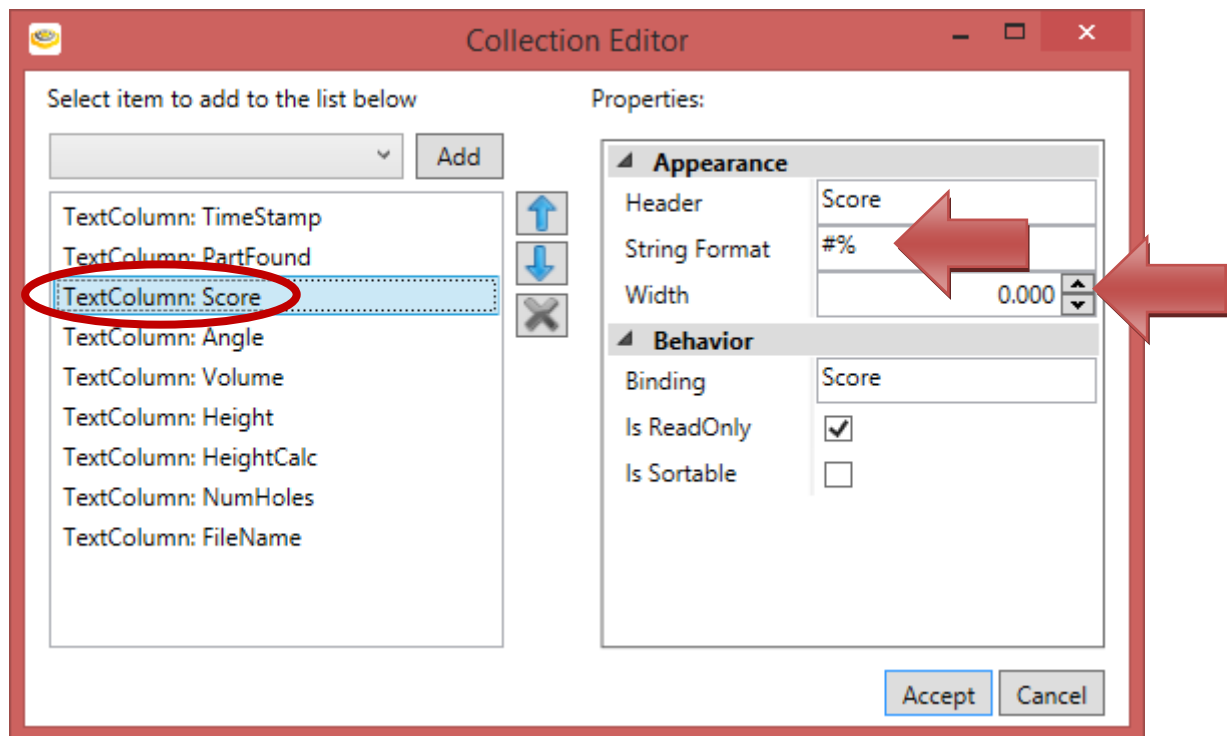 Collection Editor
Select item to add to the list below
Add
TextColumn: TimeStamp
TextColumn: PartFound
TextColumn: Score
TextColumn: Angle
TextColumn: Volume
TextColumn: Height
TextColumn: HeightCalc
TextColumn: NumHoles
TextColumn: FileName
Properties:
Appearance
Header Score
String Format #%
Width 0.000
Behavior
Binding Score
Is ReadOnly
Is Sortable
Accept Cancel